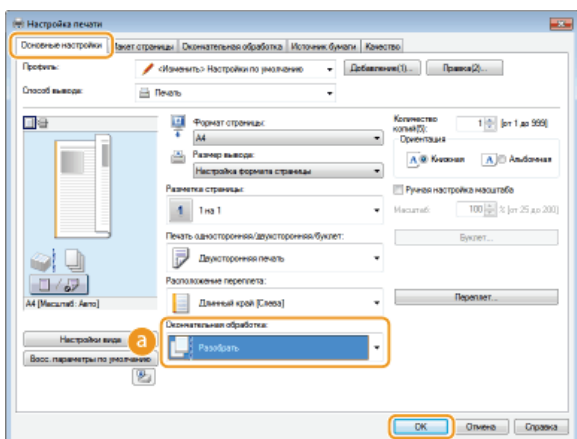 Настройка печати
Основные настройки Макет страницы Окончательная обработка Источник бумаги Качество
Профиль: <Изменить> Настройки по умолчанию Добавление(1)... Правка(2)...
Способ вывода: Печать
Формат страницы:
A4
Размер вывода:
Настройка формата страницы
Количество копий(5): 1 [от 1 до 999]
Ориентация
A Книжная A Альбомная
Разметка страницы:
1 1 на 1
Ручная настройка масштаба
Масштаб: 100 % [от 25 до 200]
Печать односторонняя/двухсторонняя/буклет:
Двухсторонняя печать
Буклет...
Расположение переплета:
Длинный край [Слева]
Переплет...
A4 [Масштаб: Авто]
Окончательная обработка:
a Разобрать
Настройки вида
Восс. параметры по умолчанию
OK Отмена Справка